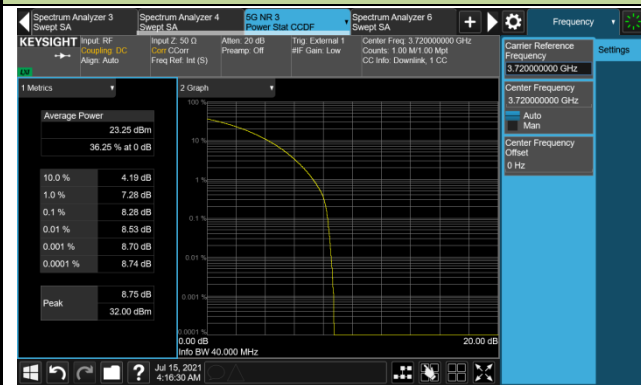 Spectrum Analyzer 3
Swept SA
Spectrum Analyzer 4
Swept SA
5G NR 3
Power Stat CCDF
Spectrum Analyzer 6
Swept SA
Frequency
KEYSIGHT
Input: RF
Coupling: DC
Align: Auto
Input Z: 50 Ω
Corr CCorr
Freq Ref: Int (S)
Atten: 20 dB
Preamp: Off
Trig: External 1
#IF Gain: Low
Center Freq: 3.720000000 GHz
Counts: 1.00 M/1.00 Mpt
CC Info: Downlink, 1 CC
Carrier Reference
Frequency
3.720000000 GHz
Settings
Center Frequency
3.720000000 GHz
Auto
Man
Center Frequency
Offset
0 Hz
1 Metrics
Average Power
23.25 dBm
36.25 % at 0 dB
10.0 % 4.19 dB
1.0 % 7.28 dB
0.1 % 8.28 dB
0.01 % 8.53 dB
0.001 % 8.70 dB
0.0001 % 8.74 dB
Peak
8.75 dB
32.00 dBm
2 Graph
100 %
10 %
1 %
0.1 %
0.01 %
0.001 %
0.0001 %
0.00 dB
20.00 dB
Info BW 40.000 MHz
Jul 15, 2021
4:16:30 AM